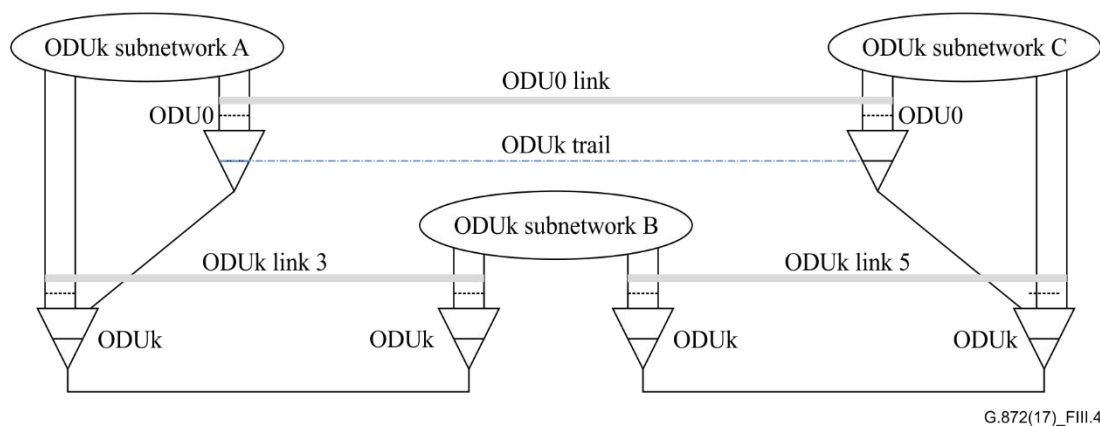 ODUk subnetwork A
ODUk subnetwork C
ODU0 link
ODU0
ODU0
ODUk trail
ODUk subnetwork B
ODUk link 3
ODUk link 5
ODUk
ODUk
ODUk
ODUk
G.872(17)_FIII.4